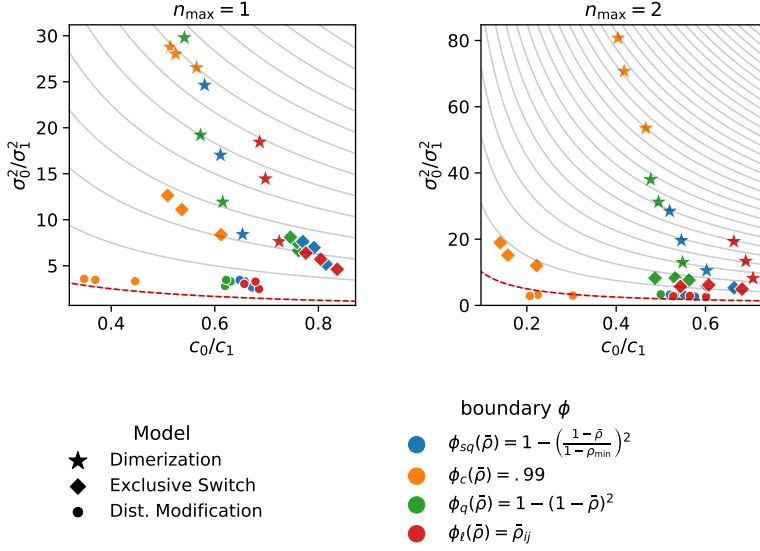 n_max = 1
σ_0^2/σ_1^2
30
25
20
15
10
5
0.4
0.6
0.8
c_0/c_1
n_max = 2
σ_0^2/σ_1^2
80
60
40
20
0
0.2
0.4
0.6
c_0/c_1
Model
Dimerization
Exclusive Switch
Dist. Modification
boundary ϕ
ϕ_sq(ρ̄) = 1 − ((1−ρ̄)/(1−ρ_min))^2
ϕ_c(ρ̄) = .99
ϕ_q(ρ̄) = 1 − (1 − ρ̄)^2
ϕ_ℓ(ρ̄) = ρ̄_ij